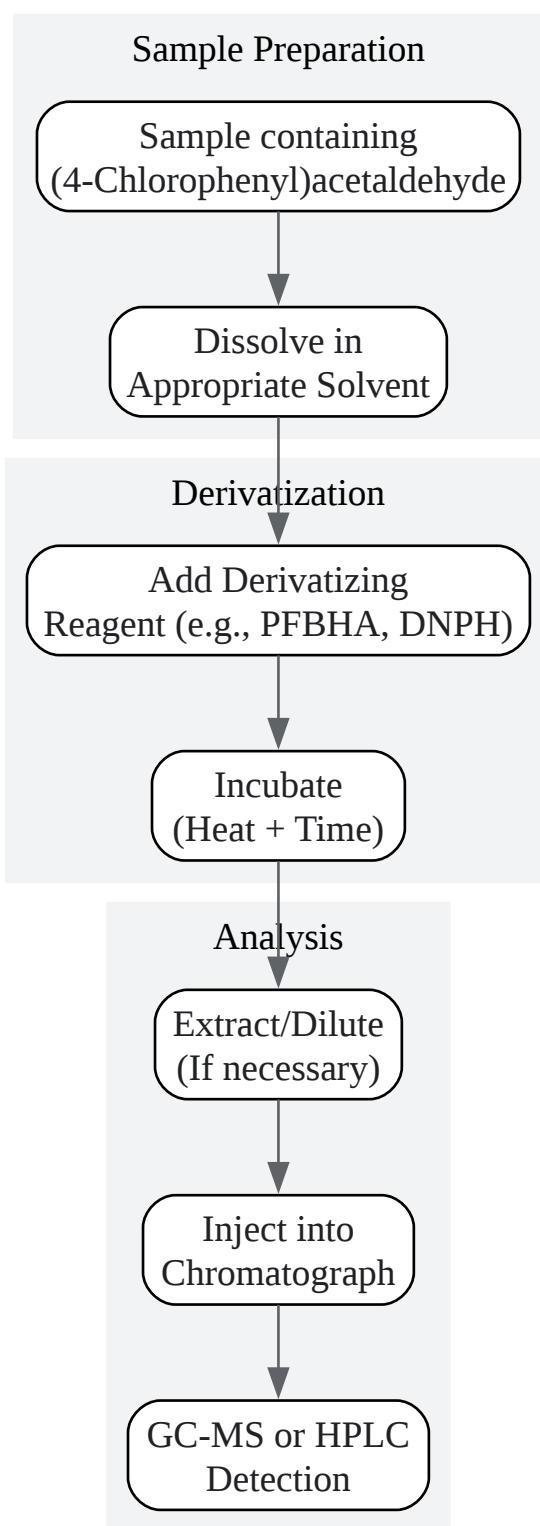 Sample Preparation
Sample containing
(4-Chlorophenyl)acetaldehyde
Dissolve in
Appropriate Solvent
Derivatization
Add Derivatizing
Reagent (e.g., PFBHA, DNPH)
Incubate
(Heat + Time)
Analysis
Extract/Dilute
(If necessary)
Inject into
Chromatograph
GC-MS or HPLC
Detection